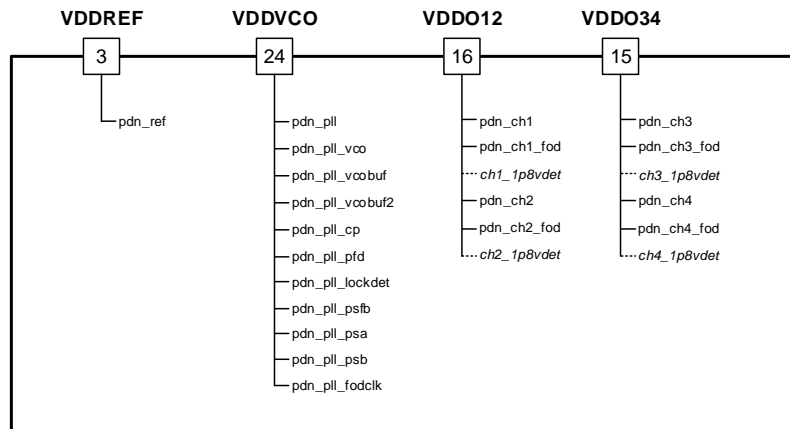 VDDREF VDDVCO VDDO12 VDDO34
3 24 16 15
pdn_ref
pdn_pll
pdn_pll_vco
pdn_pll_vcobuf
pdn_pll_vcobuf2
pdn_pll_cp
pdn_pll_pfd
pdn_pll_lockdet
pdn_pll_psfb
pdn_pll_psa
pdn_pll_psb
pdn_pll_fodclk
pdn_ch1
pdn_ch1_fod
ch1_1p8vdet
pdn_ch2
pdn_ch2_fod
ch2_1p8vdet
pdn_ch3
pdn_ch3_fod
ch3_1p8vdet
pdn_ch4
pdn_ch4_fod
ch4_1p8vdet